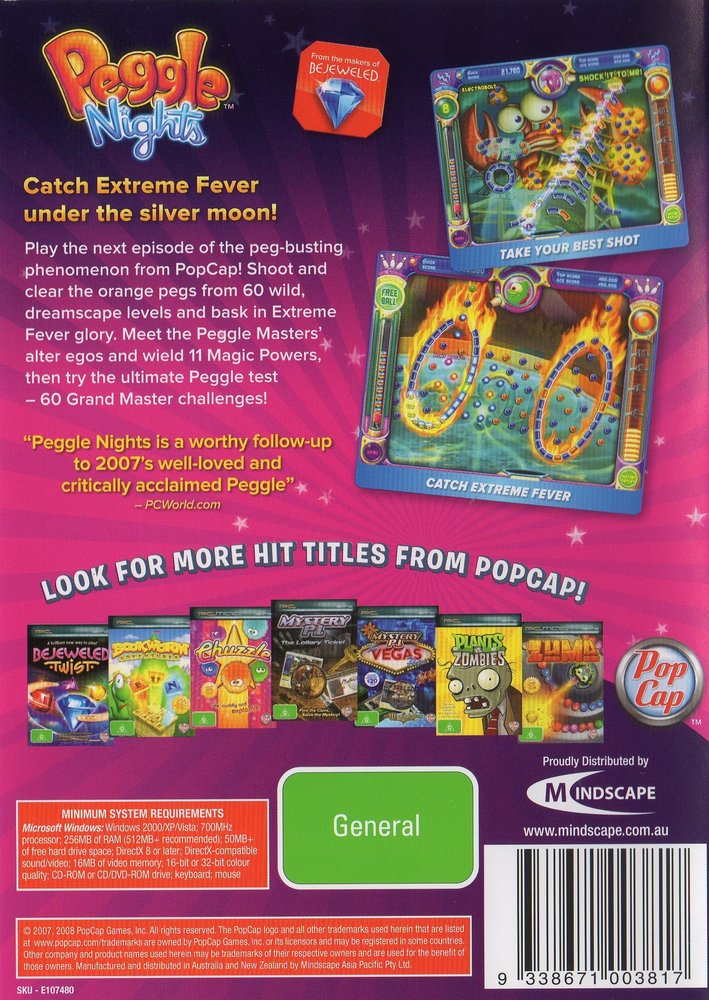 Peggle
Nights
TM
From the makers of
BEJEWELED
Catch Extreme Fever
under the silver moon!
Play the next episode of the peg-busting
phenomenon from PopCap! Shoot and
clear the orange pegs from 60 wild,
dreamscape levels and bask in Extreme
Fever glory. Meet the Peggle Masters'
alter egos and wield 11 Magic Powers,
then try the ultimate Peggle test
– 60 Grand Master challenges!
"Peggle Nights is a worthy follow-up
to 2007's well-loved and
critically acclaimed Peggle"
– PCWorld.com
21,760
SHOCK IT TO ME!
ELECTROBOLT
8
TAKE YOUR BEST SHOT
FREE
BALL!
MENU
CATCH EXTREME FEVER
LOOK FOR MORE HIT TITLES FROM POPCAP!
BEJEWELED
TWIST
BOOKWORM
ADVENTURES
Chuzzle
MYSTERY
P.I.
The Lottery Ticket
MYSTERY
P.I.
VEGAS
PLANTS
VS.
ZOMBIES
ZUMA
Pop
Cap
TM
Proudly Distributed by
MINDSCAPE
www.mindscape.com.au
General
MINIMUM SYSTEM REQUIREMENTS
Microsoft Windows: Windows 2000/XP/Vista; 700MHz
processor; 256MB of RAM (512MB+ recommended); 50MB+
of free hard drive space; DirectX 8 or later; DirectX-compatible
sound/video; 16MB of video memory; 16-bit or 32-bit colour
quality; CD-ROM or CD/DVD-ROM drive; keyboard; mouse
© 2007, 2008 PopCap Games, Inc. All rights reserved. The PopCap logo and all other trademarks used herein that are listed
at www.popcap.com/trademarks are owned by PopCap Games, Inc. or its licensors and may be registered in some countries.
Other company and product names used herein may be trademarks of their respective owners and are used for the benefit of
those owners. Manufactured and distributed in Australia and New Zealand by Mindscape Asia Pacific Pty Ltd.
SKU - E107480
9 338671 003817